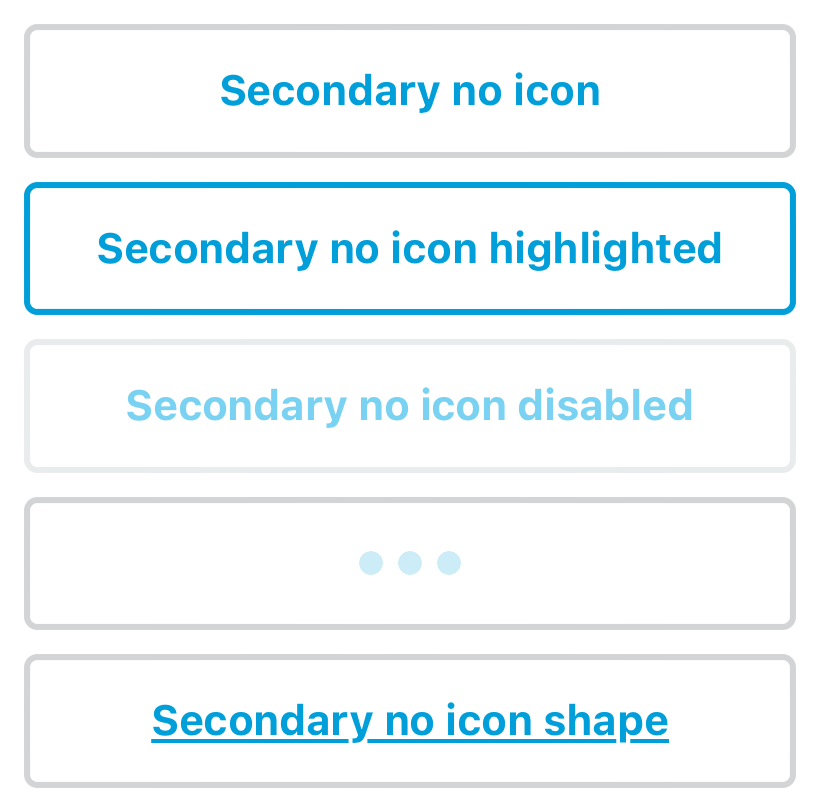 Secondary no icon
Secondary no icon highlighted
Secondary no icon disabled
Secondary no icon shape